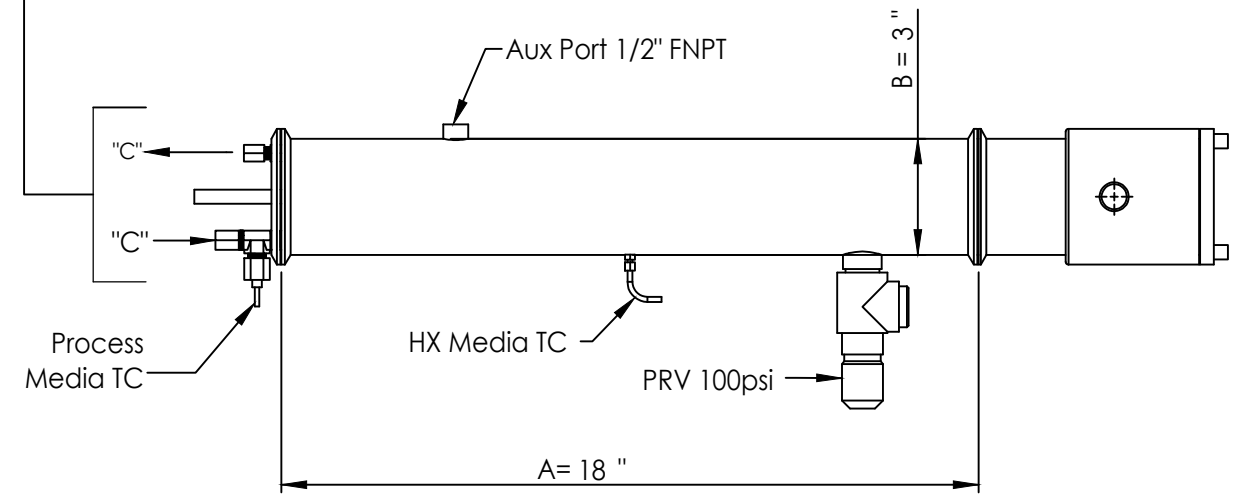 Aux Port 1/2" FNPT
B = 3 "
"C"
"C"
Process
Media TC
HX Media TC
PRV 100psi
A= 18 "